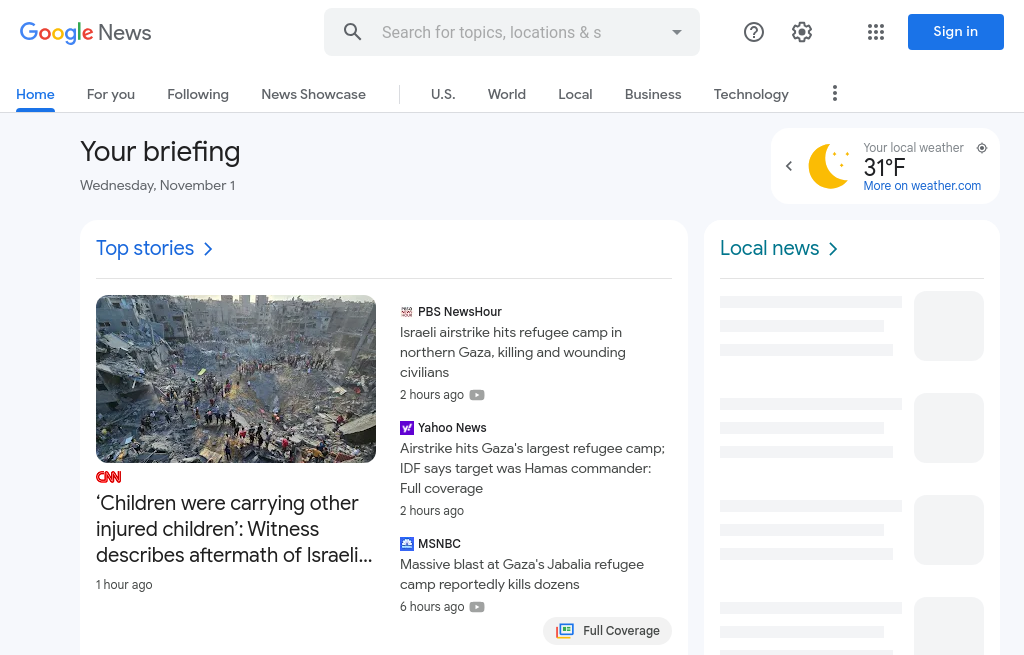 Google News
Search for topics, locations & s
Sign in
Home
For you
Following
News Showcase
U.S.
World
Local
Business
Technology
Your briefing
Wednesday, November 1
Your local weather
31°F
More on weather.com
Top stories
CNN
‘Children were carrying other
injured children’: Witness
describes aftermath of Israeli...
1 hour ago
PBS NewsHour
Israeli airstrike hits refugee camp in
northern Gaza, killing and wounding
civilians
2 hours ago
Yahoo News
Airstrike hits Gaza's largest refugee camp;
IDF says target was Hamas commander:
Full coverage
2 hours ago
MSNBC
Massive blast at Gaza's Jabalia refugee
camp reportedly kills dozens
6 hours ago
Full Coverage
Local news